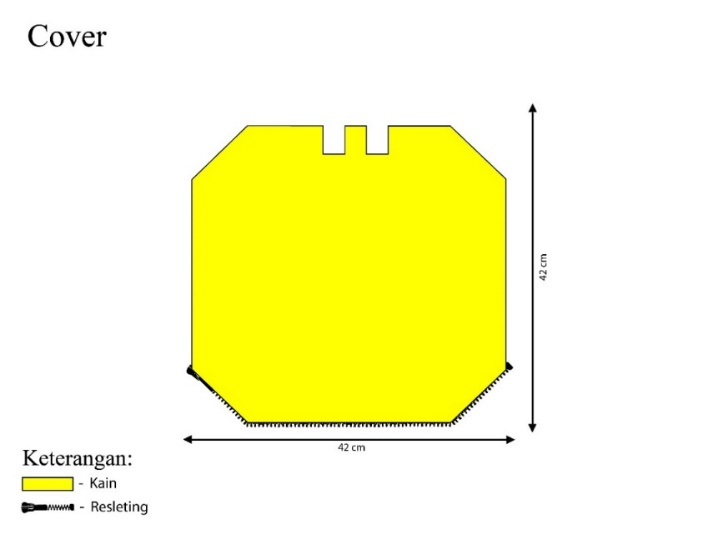 Cover
42 cm
42 cm
Keterangan:
- Kain
- Resleting